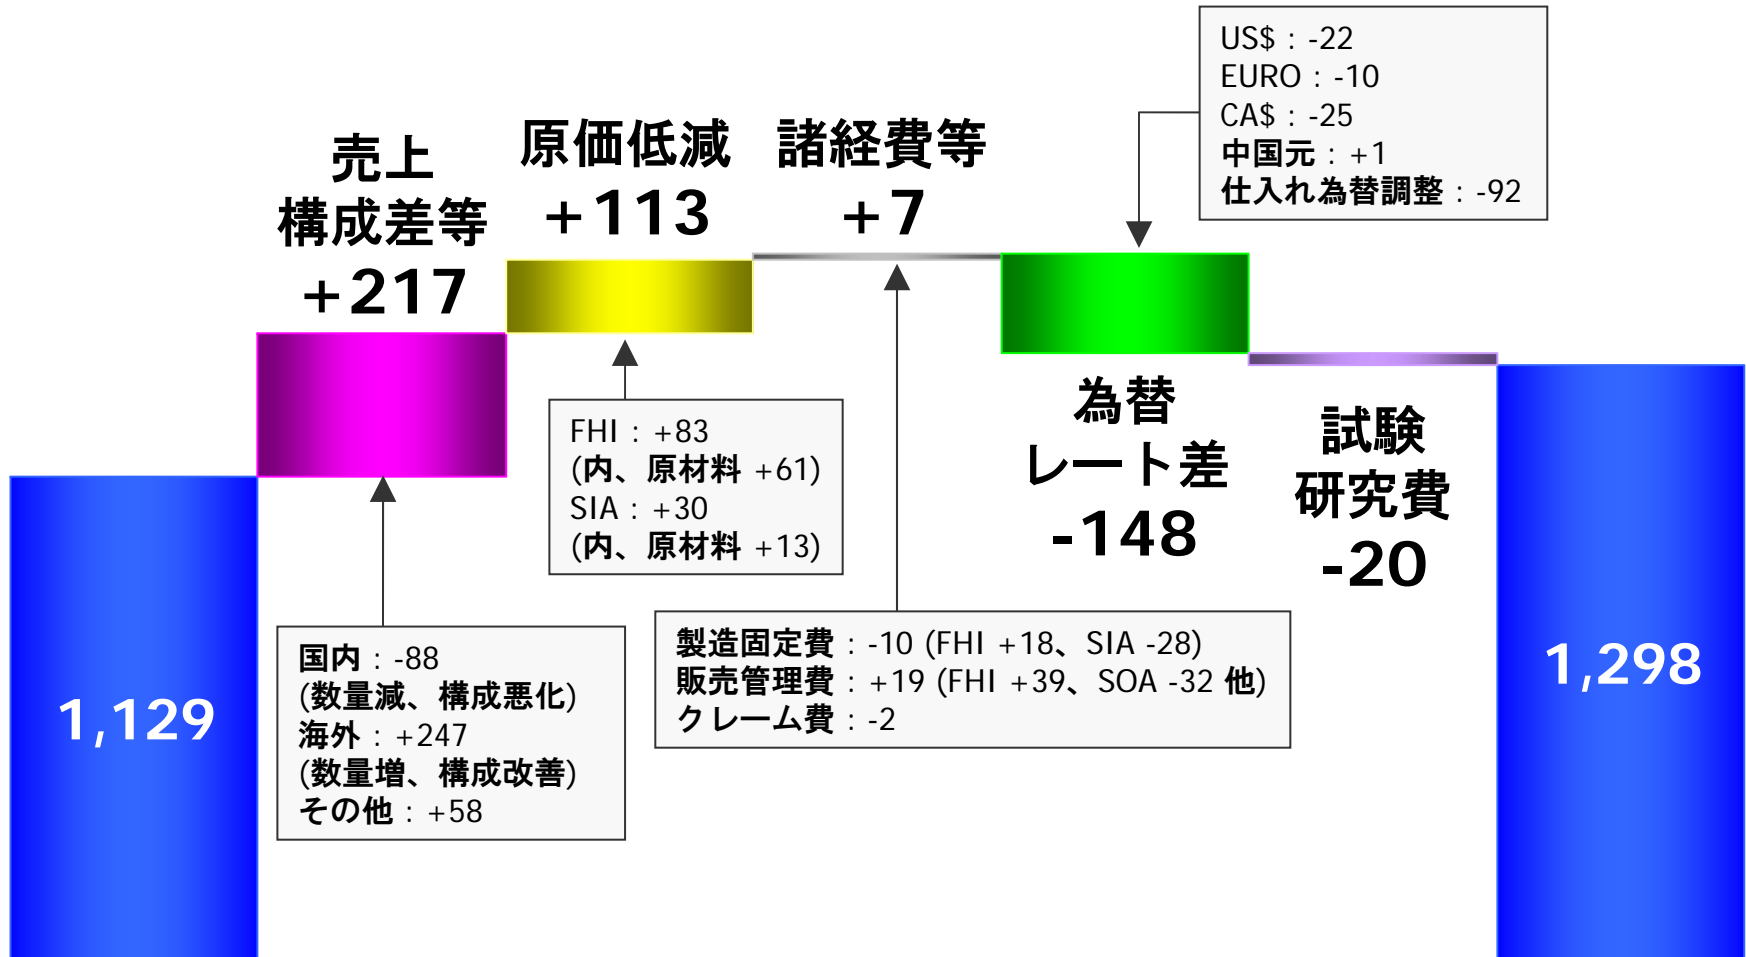 US$：-22
EURO：-10
CA$：-25
中国元：+1
仕入れ為替調整：-92
売上
構成差等
+217
原価低減
+113
諸経費等
+7
FHI：+83
(内、原材料 +61)
SIA：+30
(内、原材料 +13)
為替
レート差
-148
試験
研究費
-20
国内：-88
(数量減、構成悪化)
海外：+247
(数量増、構成改善)
その他：+58
製造固定費：-10 (FHI +18、SIA -28)
販売管理費：+19 (FHI +39、SOA -32 他)
クレーム費：-2
1,129
1,298